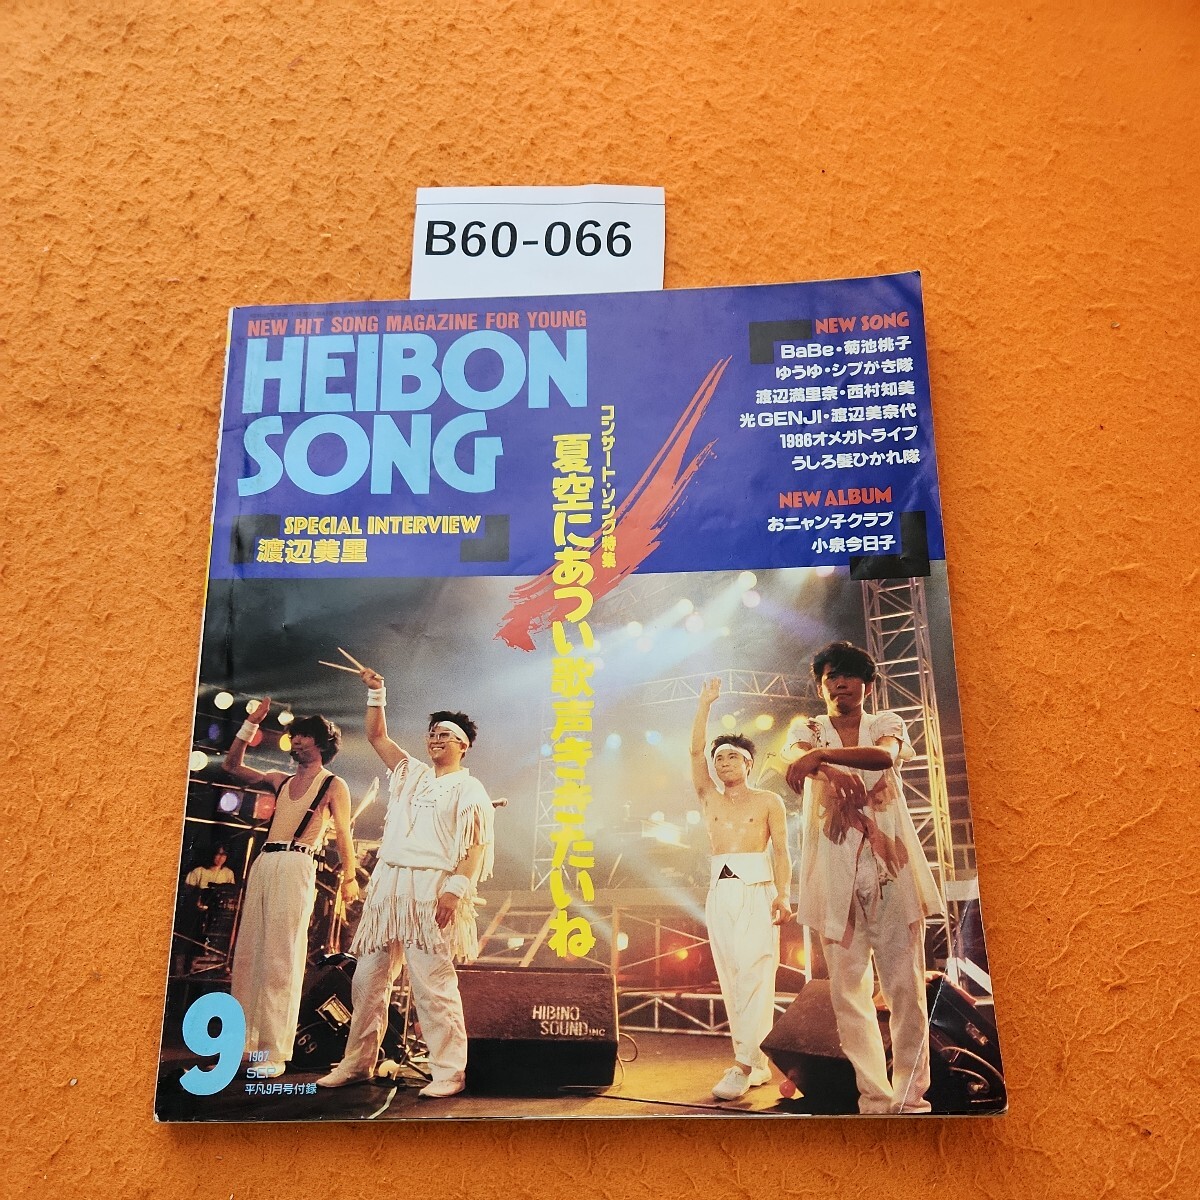 B60-066
NEW HIT SONG MAGAZINE FOR YOUNG
HEIBON
SONG
SPECIAL INTERVIEW
渡辺美里
コンサート・ソング特集
夏空にあつい歌声ききたいね
NEW SONG
BaBe・菊池桃子
ゆうゆ・シブがき隊
渡辺満里奈・西村知美
光GENJI・渡辺美奈代
1986オメガトライブ
うしろ髪ひかれ隊
NEW ALBUM
おニャン子クラブ
小泉今日子
HIBINO
SOUND INC
69
9
1987
SEP
平凡9月号付録